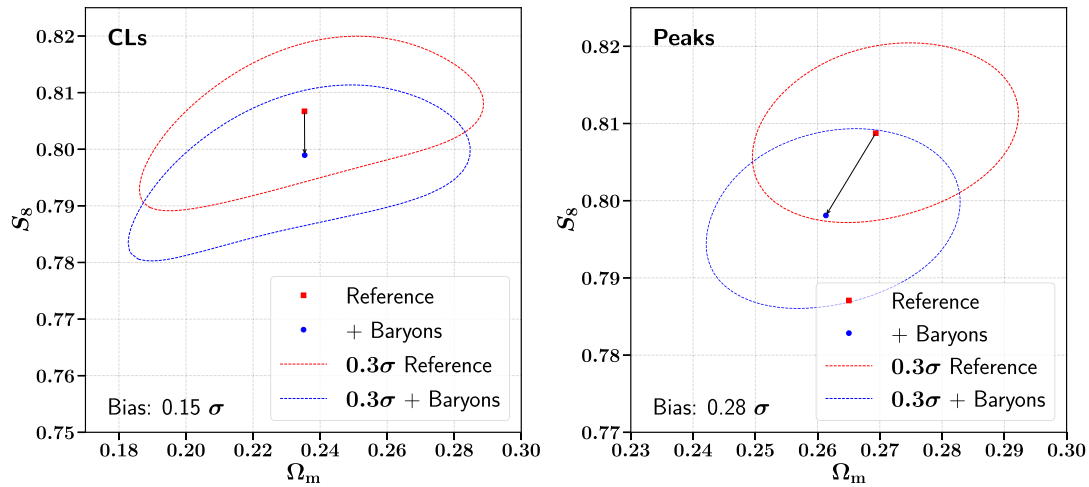 CLs
0.82
0.81
0.80
0.79
0.78
0.77
0.76
0.75
S8
Reference
+ Baryons
0.3σ Reference
0.3σ + Baryons
Bias: 0.15 σ
0.18 0.20 0.22 0.24 0.26 0.28 0.30
Ωm
Peaks
0.82
0.81
0.80
0.79
0.78
0.77
S8
Reference
+ Baryons
0.3σ Reference
0.3σ + Baryons
Bias: 0.28 σ
0.23 0.24 0.25 0.26 0.27 0.28 0.29 0.30
Ωm